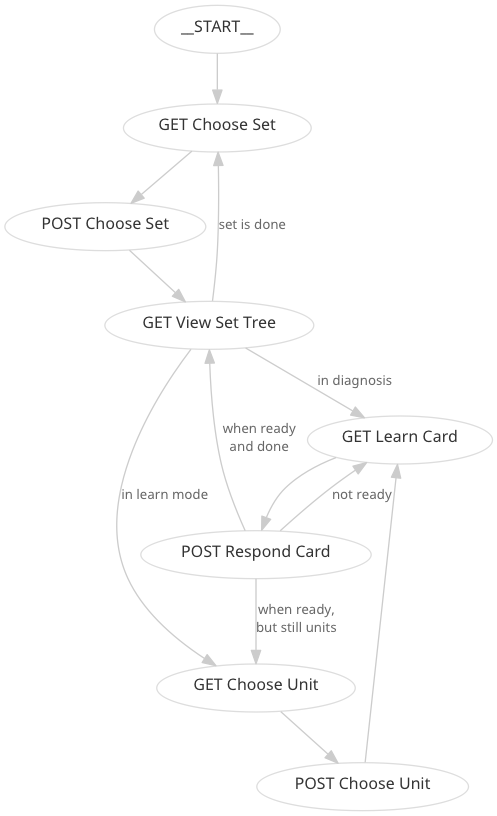 __START__
GET Choose Set
POST Choose Set
set is done
GET View Set Tree
in diagnosis
when ready
and done
GET Learn Card
in learn mode
not ready
POST Respond Card
when ready,
but still units
GET Choose Unit
POST Choose Unit